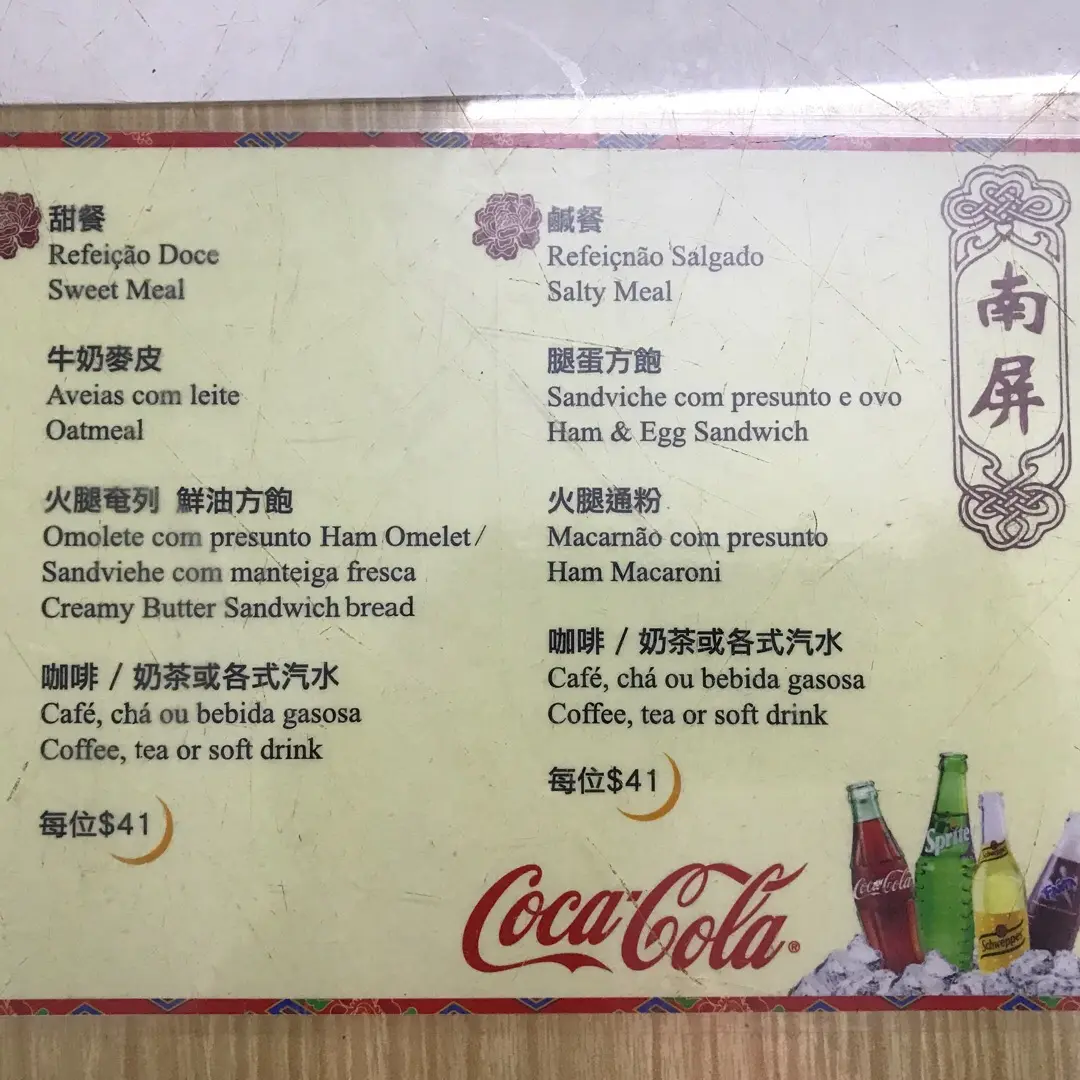 甜餐
Refeição Doce
Sweet Meal
牛奶麥皮
Aveias com leite
Oatmeal
火腿奄列 鮮油方飽
Omolete com presunto Ham Omelet /
Sandviehe com manteiga fresca
Creamy Butter Sandwich bread
咖啡 / 奶茶或各式汽水
Café, chá ou bebida gasosa
Coffee, tea or soft drink
每位$41
鹹餐
Refeiçnão Salgado
Salty Meal
腿蛋方飽
Sandviche com presunto e ovo
Ham & Egg Sandwich
火腿通粉
Macarnão com presunto
Ham Macaroni
咖啡 / 奶茶或各式汽水
Café, chá ou bebida gasosa
Coffee, tea or soft drink
每位$41
南屏
Coca-Cola®
Coca-Cola
Sprite
Schweppes
Schweppes